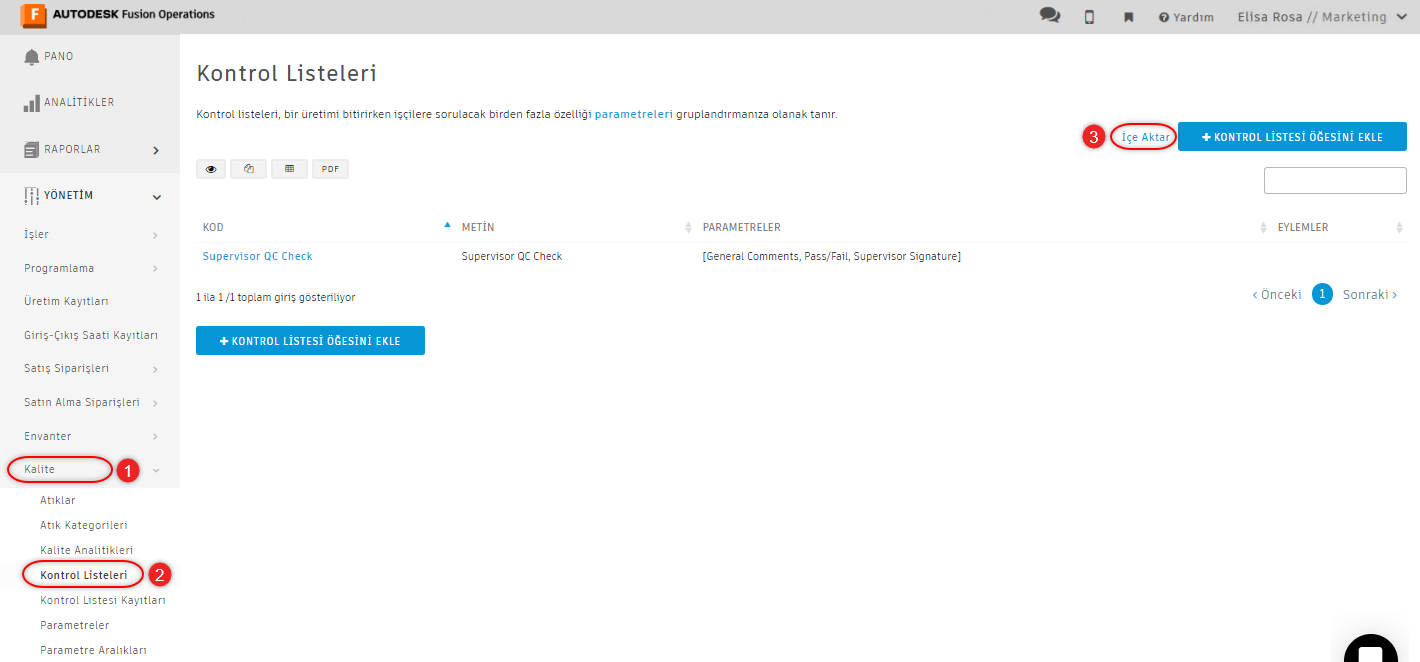 F AUTODESK Fusion Operations
Yardım
Elisa Rosa // Marketing
PANO
ANALİTİKLER
RAPORLAR
YÖNETİM
İşler
Programlama
Üretim Kayıtları
Giriş-Çıkış Saati Kayıtları
Satış Siparişleri
Satın Alma Siparişleri
Envanter
Kalite 1
Atıklar
Atık Kategorileri
Kalite Analitikleri
Kontrol Listeleri 2
Kontrol Listesi Kayıtları
Parametreler
Parametre Aralıkları
Kontrol Listeleri
Kontrol listeleri, bir üretimi bitirirken işçilere sorulacak birden fazla özelliği parametreleri gruplandırmanıza olanak tanır.
3 İçe Aktar + KONTROL LİSTESİ ÖĞESİNİ EKLE
PDF
KOD METİN PARAMETRELER EYLEMLER
Supervisor QC Check Supervisor QC Check [General Comments, Pass/Fail, Supervisor Signature]
1 ila 1 /1 toplam giriş gösteriliyor
‹ Önceki 1 Sonraki ›
+ KONTROL LİSTESİ ÖĞESİNİ EKLE